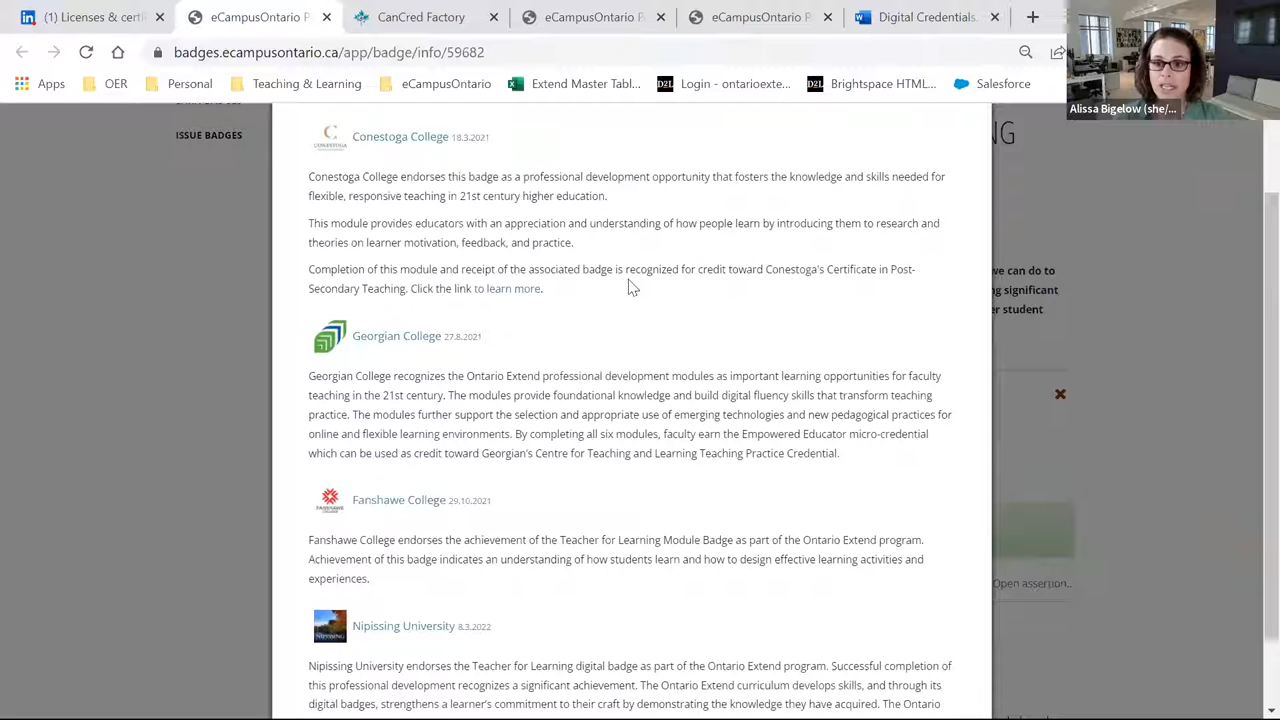 (1) Licenses & certif
eCampusOntario P
CanCred Factory
eCampusOntario P
eCampusOntario P
Digital Credentials.
badges.ecampusontario.ca/app/badge/info/59682
Apps
OER
Personal
Teaching & Learning
eCampusOntario
Extend Master Tabl...
Login - ontarioexte...
Brightspace HTML...
Salesforce
Alissa Bigelow (she/...
ISSUE BADGES
NG
Conestoga College 18.3.2021
Conestoga College endorses this badge as a professional development opportunity that fosters the knowledge and skills needed for
flexible, responsive teaching in 21st century higher education.
This module provides educators with an appreciation and understanding of how people learn by introducing them to research and
theories on learner motivation, feedback, and practice.
Completion of this module and receipt of the associated badge is recognized for credit toward Conestoga's Certificate in Post-
Secondary Teaching. Click the link to learn more.
we can do to
ng significant
er student
Georgian College 27.8.2021
Georgian College recognizes the Ontario Extend professional development modules as important learning opportunities for faculty
teaching in the 21st century. The modules provide foundational knowledge and build digital fluency skills that transform teaching
practice. The modules further support the selection and appropriate use of emerging technologies and new pedagogical practices for
online and flexible learning environments. By completing all six modules, faculty earn the Empowered Educator micro-credential
which can be used as credit toward Georgian's Centre for Teaching and Learning Teaching Practice Credential.
FANSHAWE
Fanshawe College 29.10.2021
Fanshawe College endorses the achievement of the Teacher for Learning Module Badge as part of the Ontario Extend program.
Achievement of this badge indicates an understanding of how students learn and how to design effective learning activities and
experiences.
Open assertion..
NIPISSING
Nipissing University 8.3.2022
Nipissing University endorses the Teacher for Learning digital badge as part of the Ontario Extend program. Successful completion of
this professional development recognizes a significant achievement. The Ontario Extend curriculum develops skills, and through its
digital badges, strengthens a learner's commitment to their craft by demonstrating the knowledge they have acquired. The Ontario